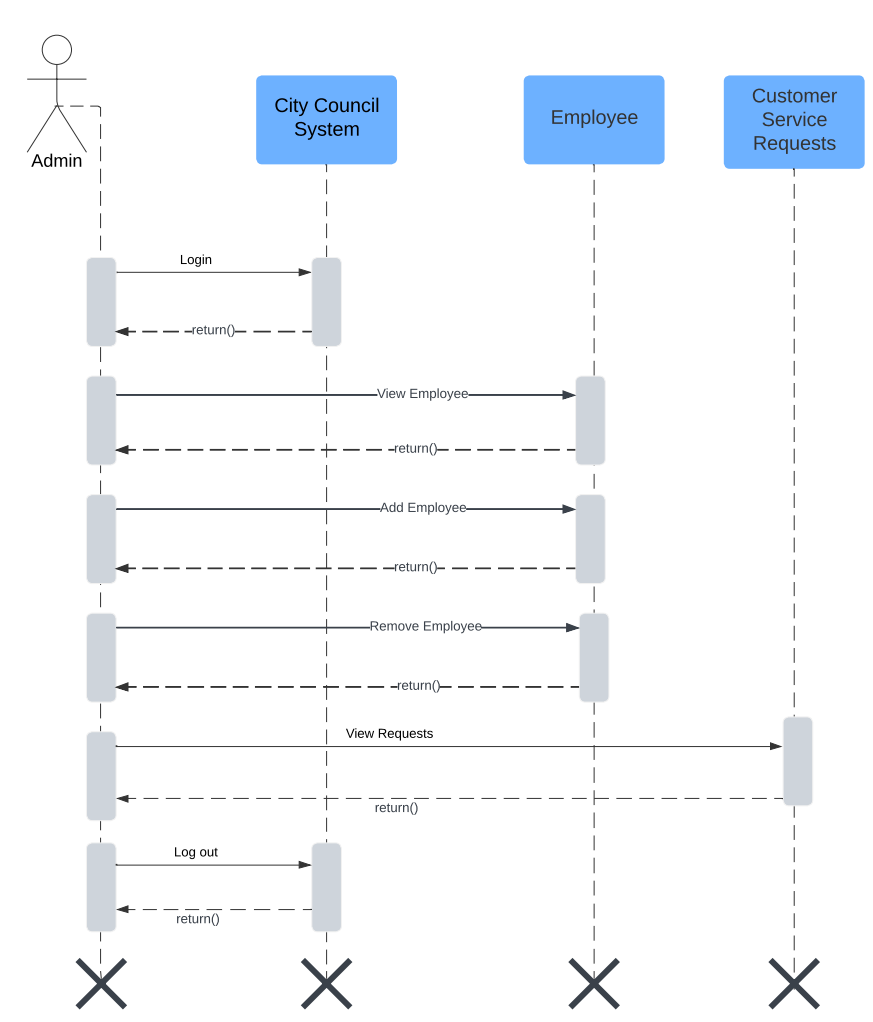 Admin
City Council
System
Employee
Customer
Service
Requests
Login
return()
View Employee
return()
Add Employee
return()
Remove Employee
return()
View Requests
return()
Log out
return()